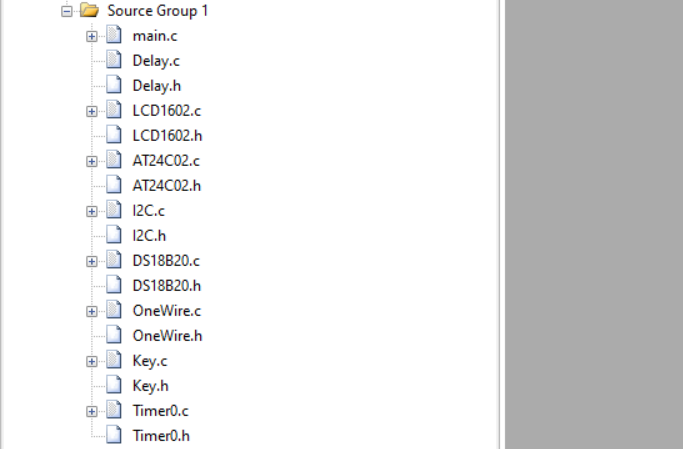 Source Group 1
main.c
Delay.c
Delay.h
LCD1602.c
LCD1602.h
AT24C02.c
AT24C02.h
I2C.c
I2C.h
DS18B20.c
DS18B20.h
OneWire.c
OneWire.h
Key.c
Key.h
Timer0.c
Timer0.h